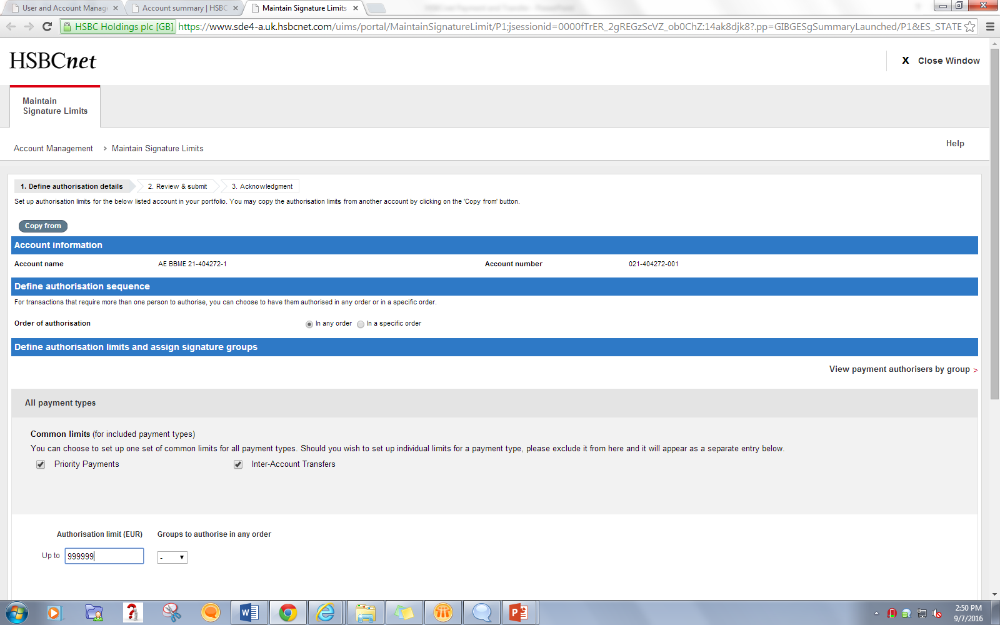 User and Account Manag
Account summary | HSBC
Maintain Signature Limits
HSBC Holdings plc [GB]
https://www.sde4-a.uk.hsbcnet.com/uims/portal/MaintainSignatureLimit/P1;jsessionid=0000fTrER_2gREGzScVZ_ob0ChZ:14ak8djk8?.pp=GIBGESgSummaryLaunched/P1&ES_STATE
HSBCnet
X Close Window
Maintain
Signature Limits
Account Management > Maintain Signature Limits
Help
1. Define authorisation details
2. Review & submit
3. Acknowledgment
Set up authorisation limits for the below listed account in your portfolio. You may copy the authorisation limits from another account by clicking on the 'Copy from' button.
Copy from
Account information
Account name AE BBME 21-404272-1 Account number 021-404272-001
Define authorisation sequence
For transactions that require more than one person to authorise, you can choose to have them authorised in any order or in a specific order.
Order of authorisation In any order In a specific order
Define authorisation limits and assign signature groups
View payment authorisers by group >
All payment types
Common limits (for included payment types)
You can choose to set up one set of common limits for all payment types. Should you wish to set up individual limits for a payment type, please exclude it from here and it will appear as a separate entry below.
Priority Payments Inter-Account Transfers
Authorisation limit (EUR) Groups to authorise in any order
Up to 999999 -
2:50 PM
9/7/2016